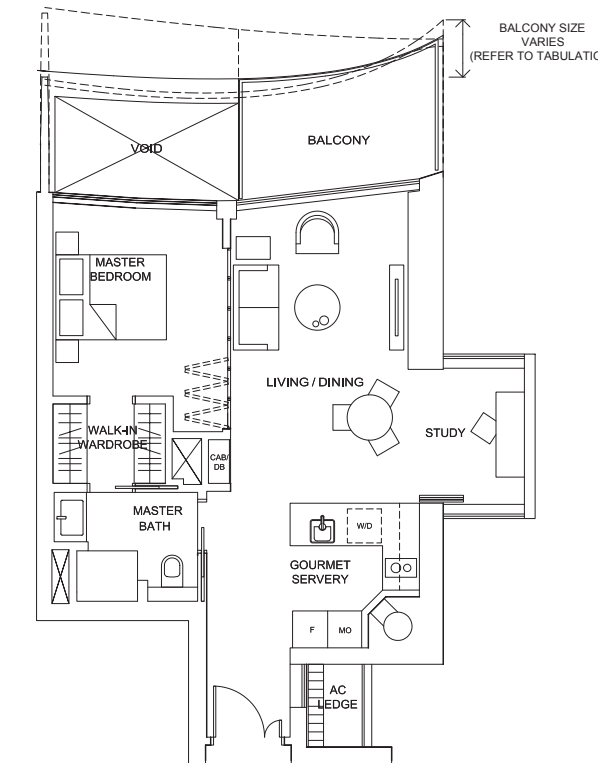 BALCONY SIZE
VARIES
(REFER TO TABULATIO
VOID
BALCONY
MASTER
BEDROOM
LIVING / DINING
WALK-IN
WARDROBE
CAB/
DB
STUDY
MASTER
BATH
W/D
GOURMET
SERVERY
F
MO
AC
LEDGE